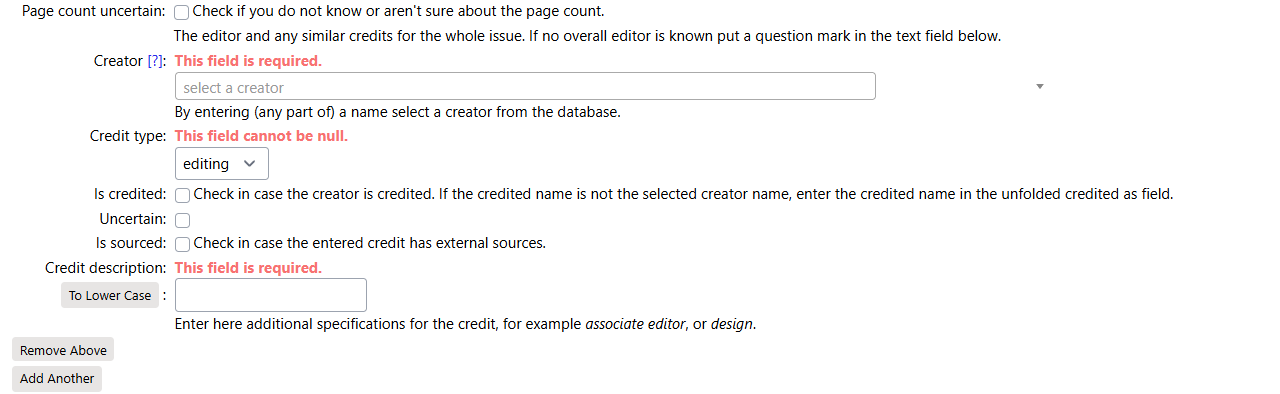 Page count uncertain: Check if you do not know or aren't sure about the page count.
The editor and any similar credits for the whole issue. If no overall editor is known put a question mark in the text field below.
Creator [?]: This field is required.
select a creator
By entering (any part of) a name select a creator from the database.
Credit type: This field cannot be null.
editing
Is credited: Check in case the creator is credited. If the credited name is not the selected creator name, enter the credited name in the unfolded credited as field.
Uncertain:
Is sourced: Check in case the entered credit has external sources.
Credit description: This field is required.
To Lower Case :
Enter here additional specifications for the credit, for example associate editor, or design.
Remove Above
Add Another